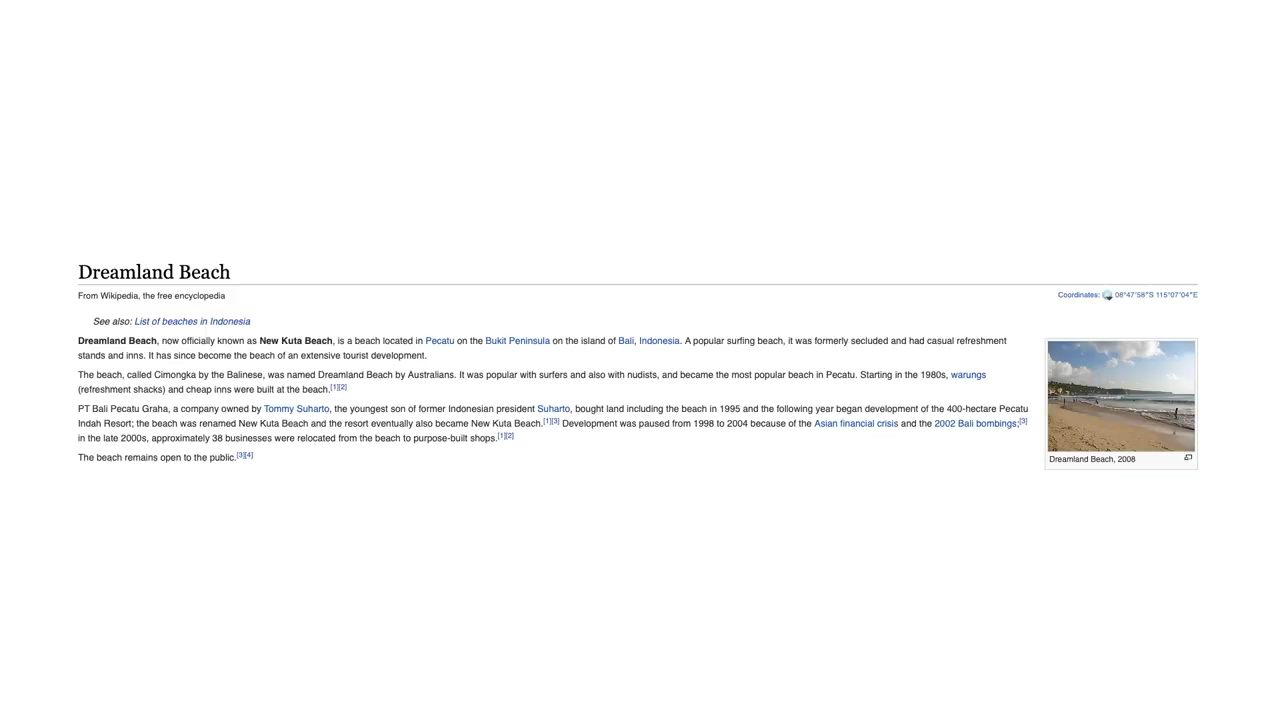 Dreamland Beach
From Wikipedia, the free encyclopedia
Coordinates: 08°47′58″S 115°07′04″E
See also: List of beaches in Indonesia
Dreamland Beach, now officially known as New Kuta Beach, is a beach located in Pecatu on the Bukit Peninsula on the island of Bali, Indonesia. A popular surfing beach, it was formerly secluded and had casual refreshment
stands and inns. It has since become the beach of an extensive tourist development.
The beach, called Cimongka by the Balinese, was named Dreamland Beach by Australians. It was popular with surfers and also with nudists, and became the most popular beach in Pecatu. Starting in the 1980s, warungs
(refreshment shacks) and cheap inns were built at the beach.[1][2]
PT Bali Pecatu Graha, a company owned by Tommy Suharto, the youngest son of former Indonesian president Suharto, bought land including the beach in 1995 and the following year began development of the 400-hectare Pecatu
Indah Resort; the beach was renamed New Kuta Beach and the resort eventually also became New Kuta Beach.[1][3] Development was paused from 1998 to 2004 because of the Asian financial crisis and the 2002 Bali bombings;[3]
in the late 2000s, approximately 38 businesses were relocated from the beach to purpose-built shops.[1][2]
The beach remains open to the public.[3][4]
Dreamland Beach, 2008